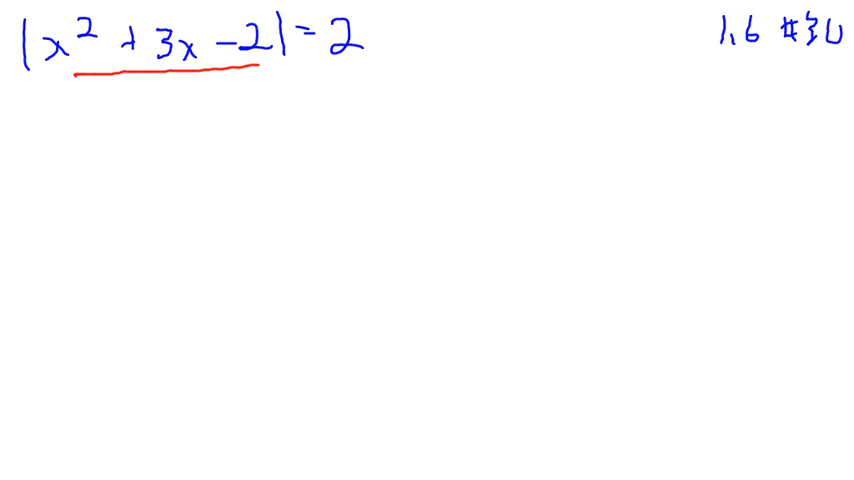 |x² + 3x - 2| = 2
1.6 #30